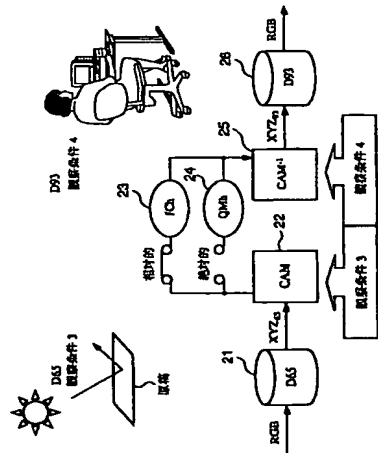 D65
観察条件 3
原稿
D93
観察条件 4
相対的
絶対的
JCh
23
QMh
24
RGB
21
D65
XYZ65
CAM
22
CAM-1
25
XYZ93
26
D93
RGB
観察条件 3
観察条件 4